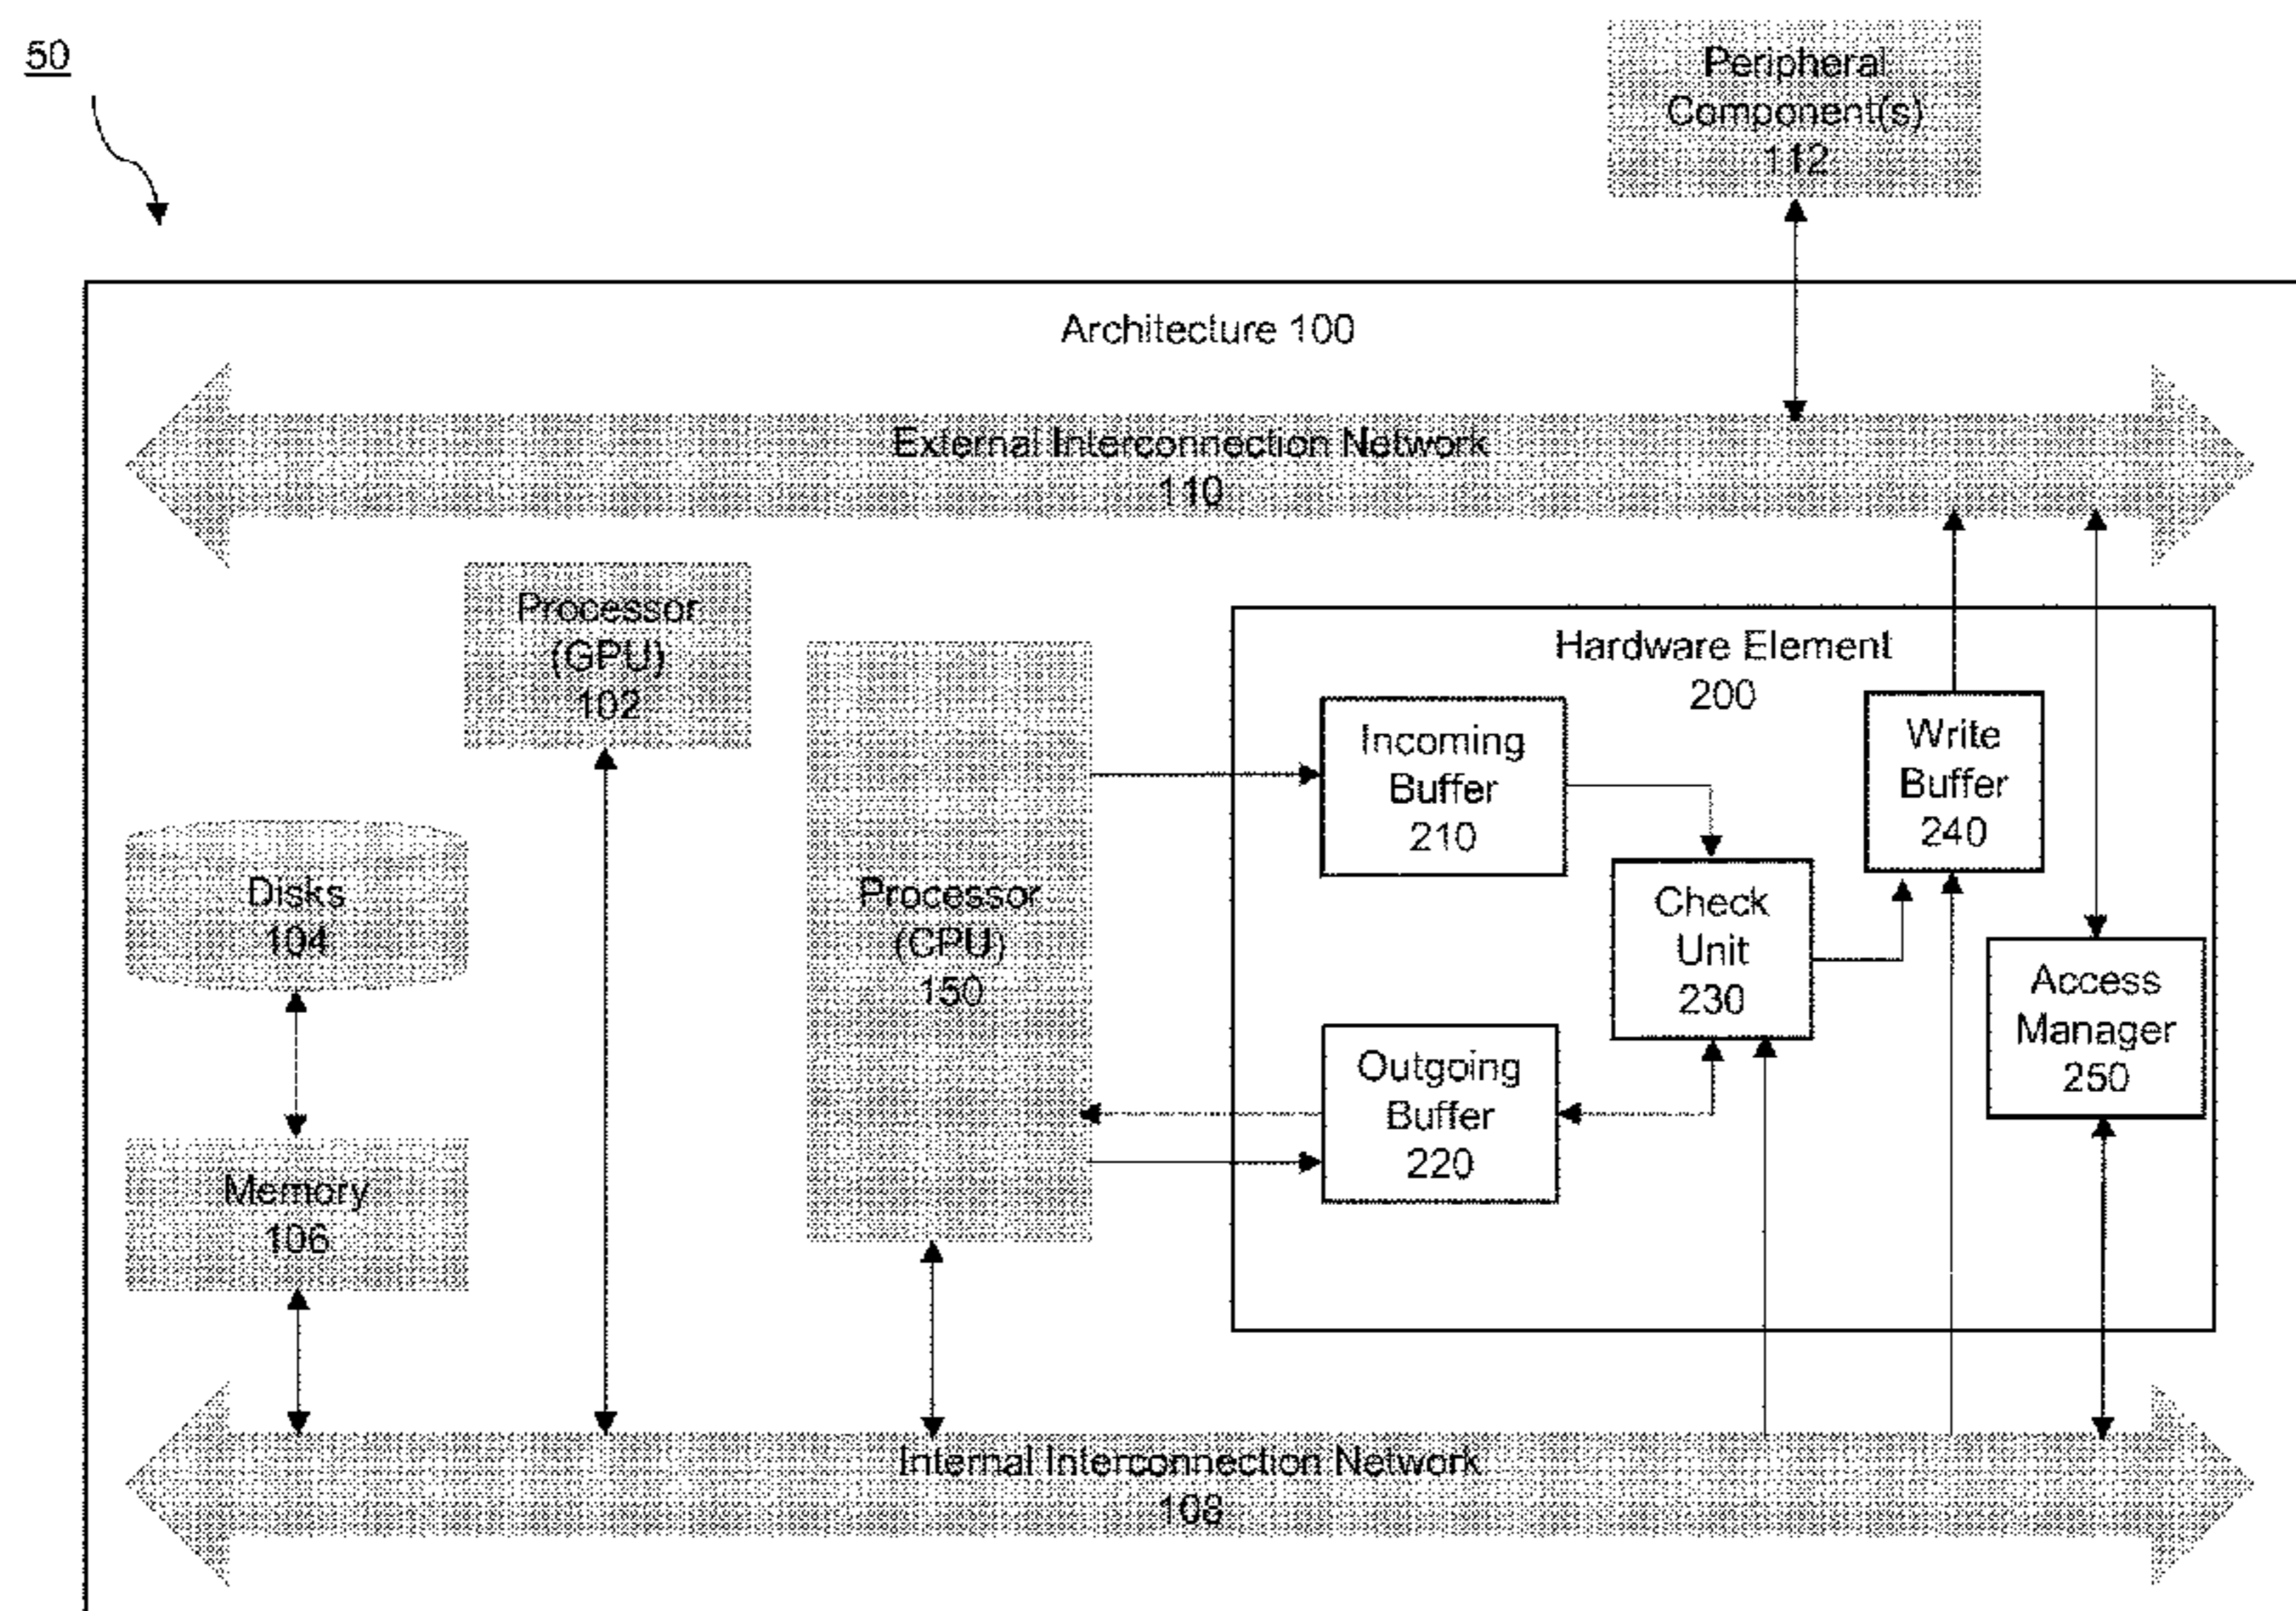 50
Peripheral
Component(s)
112
Architecture 100
External Interconnection Network
110
Processor
(GPU)
102
Hardware Element
200
Incoming
Buffer
210
Write
Buffer
240
Disks
104
Processor
(CPU)
150
Check
Unit
230
Access
Manager
250
Outgoing
Buffer
220
Memory
106
Internal Interconnection Network
108